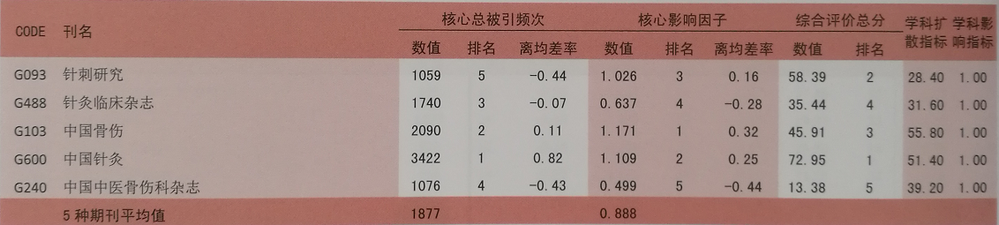 CODE 刊名 核心总被引频次 核心影响因子 综合评价总分 学科扩散指标 学科影响指标
数值 排名 离均差率 数值 排名 离均差率 数值 排名
G093 针刺研究 1059 5 -0.44 1.026 3 0.16 58.39 2 28.40 1.00
G488 针灸临床杂志 1740 3 -0.07 0.637 4 -0.28 35.44 4 31.60 1.00
G103 中国骨伤 2090 2 0.11 1.171 1 0.32 45.91 3 55.80 1.00
G600 中国针灸 3422 1 0.82 1.109 2 0.25 72.95 1 51.40 1.00
G240 中国中医骨伤科杂志 1076 4 -0.43 0.499 5 -0.44 13.38 5 39.20 1.00
5种期刊平均值 1877 0.888